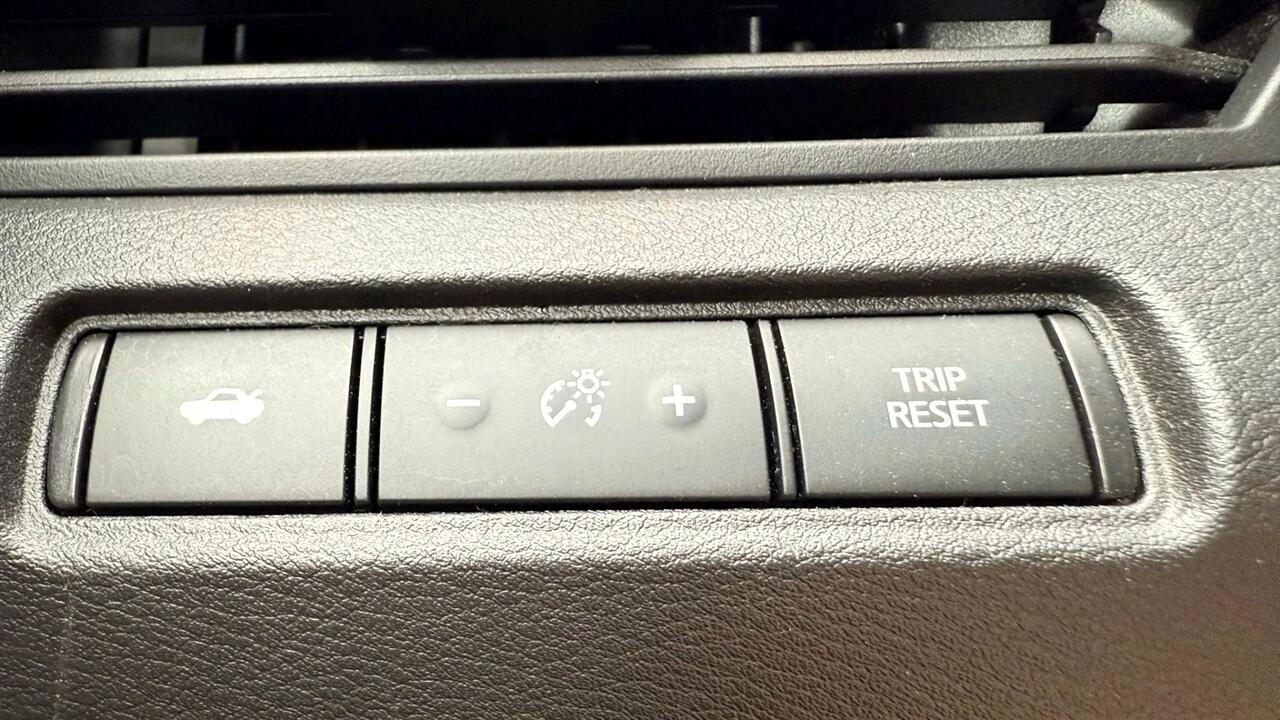 − +
TRIP
RESET